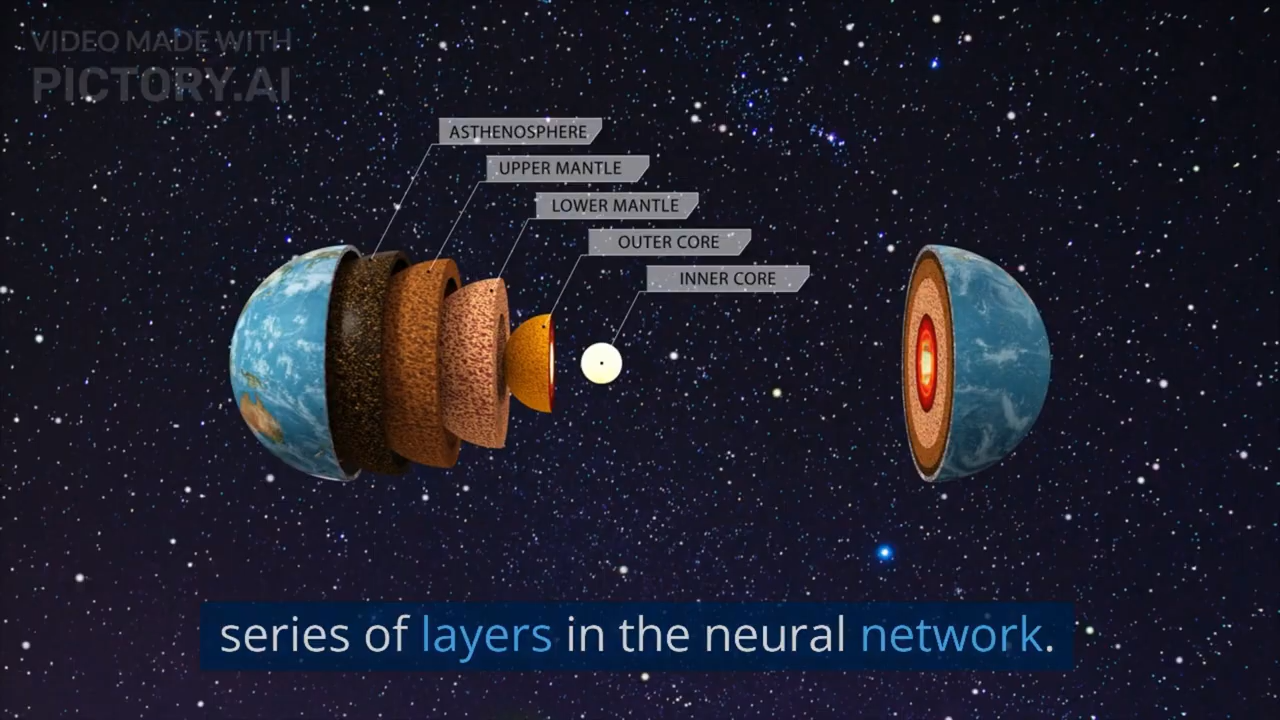 VIDEO MADE WITH
PICTORY.AI
ASTHENOSPHERE
UPPER MANTLE
LOWER MANTLE
OUTER CORE
INNER CORE
series of layers in the neural network.